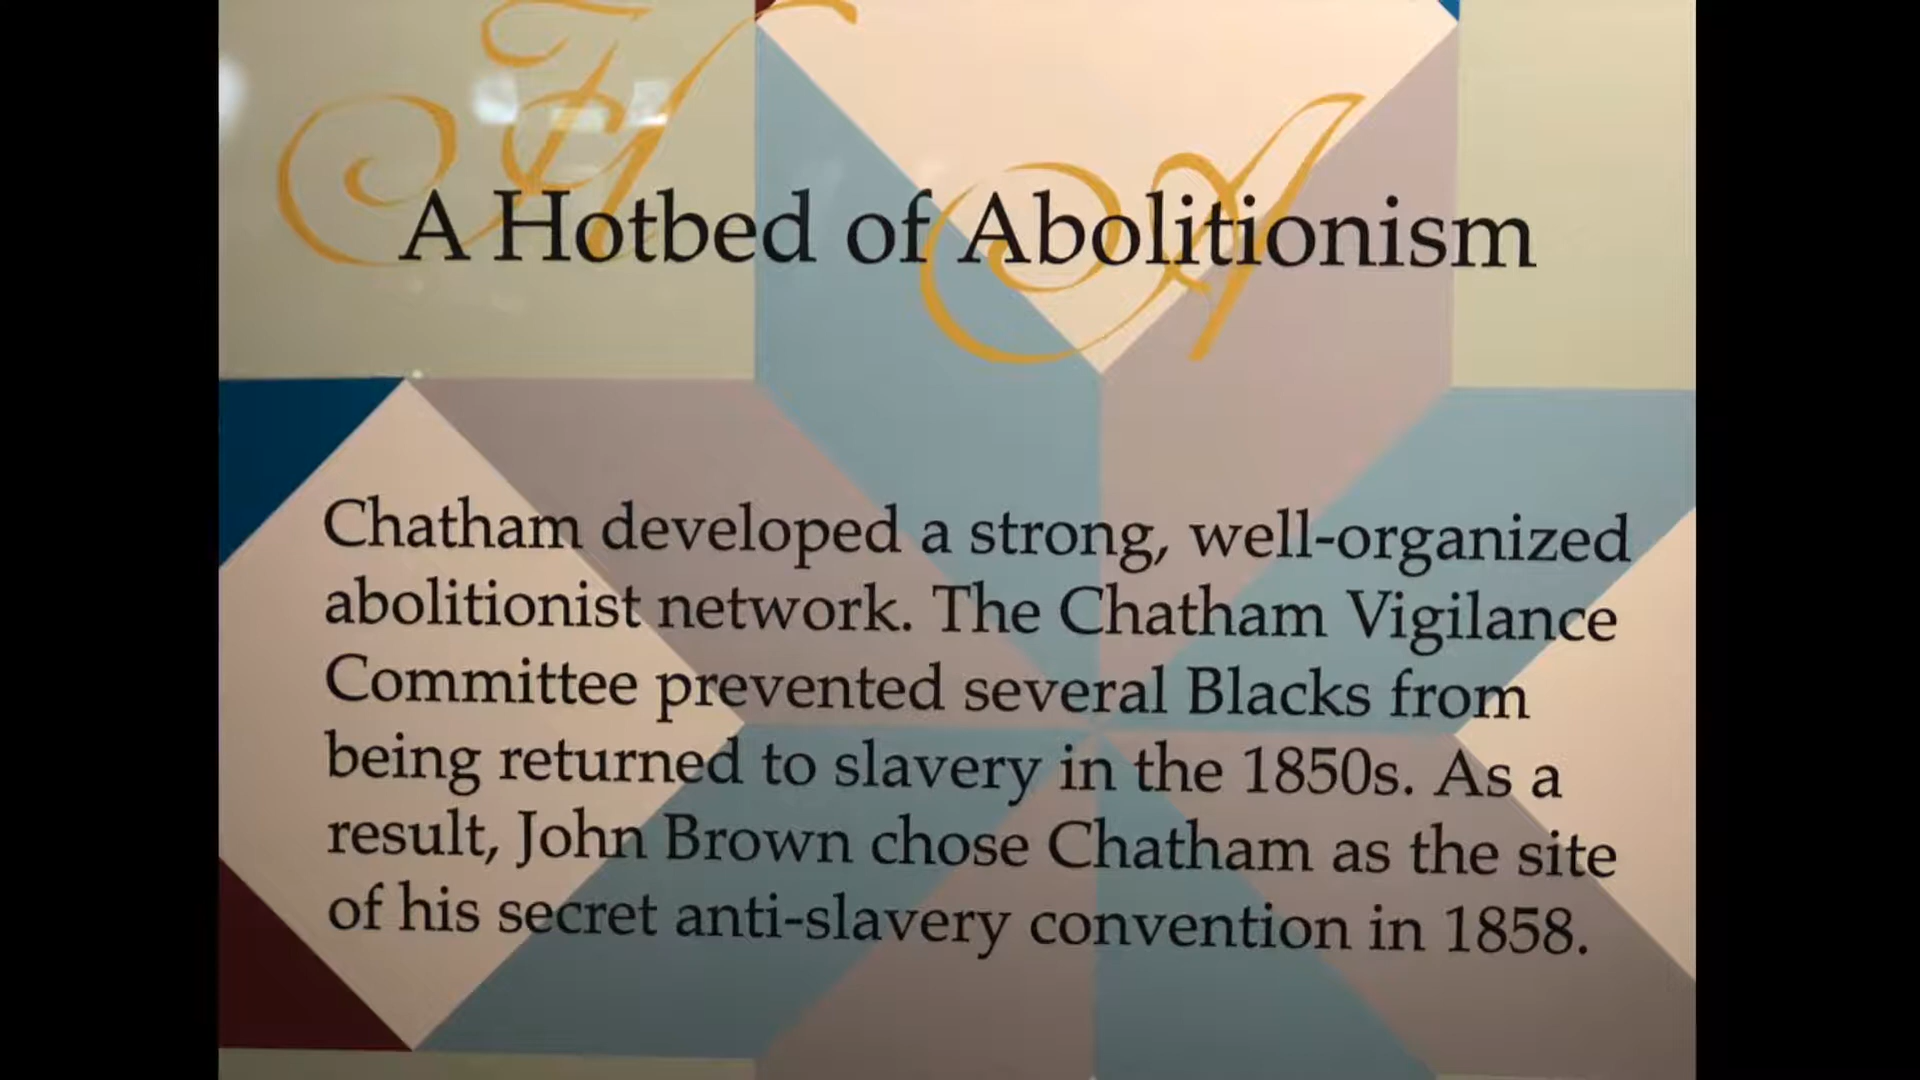 A Hotbed of Abolitionism
Chatham developed a strong, well-organized
abolitionist network. The Chatham Vigilance
Committee prevented several Blacks from
being returned to slavery in the 1850s. As a
result, John Brown chose Chatham as the site
of his secret anti-slavery convention in 1858.